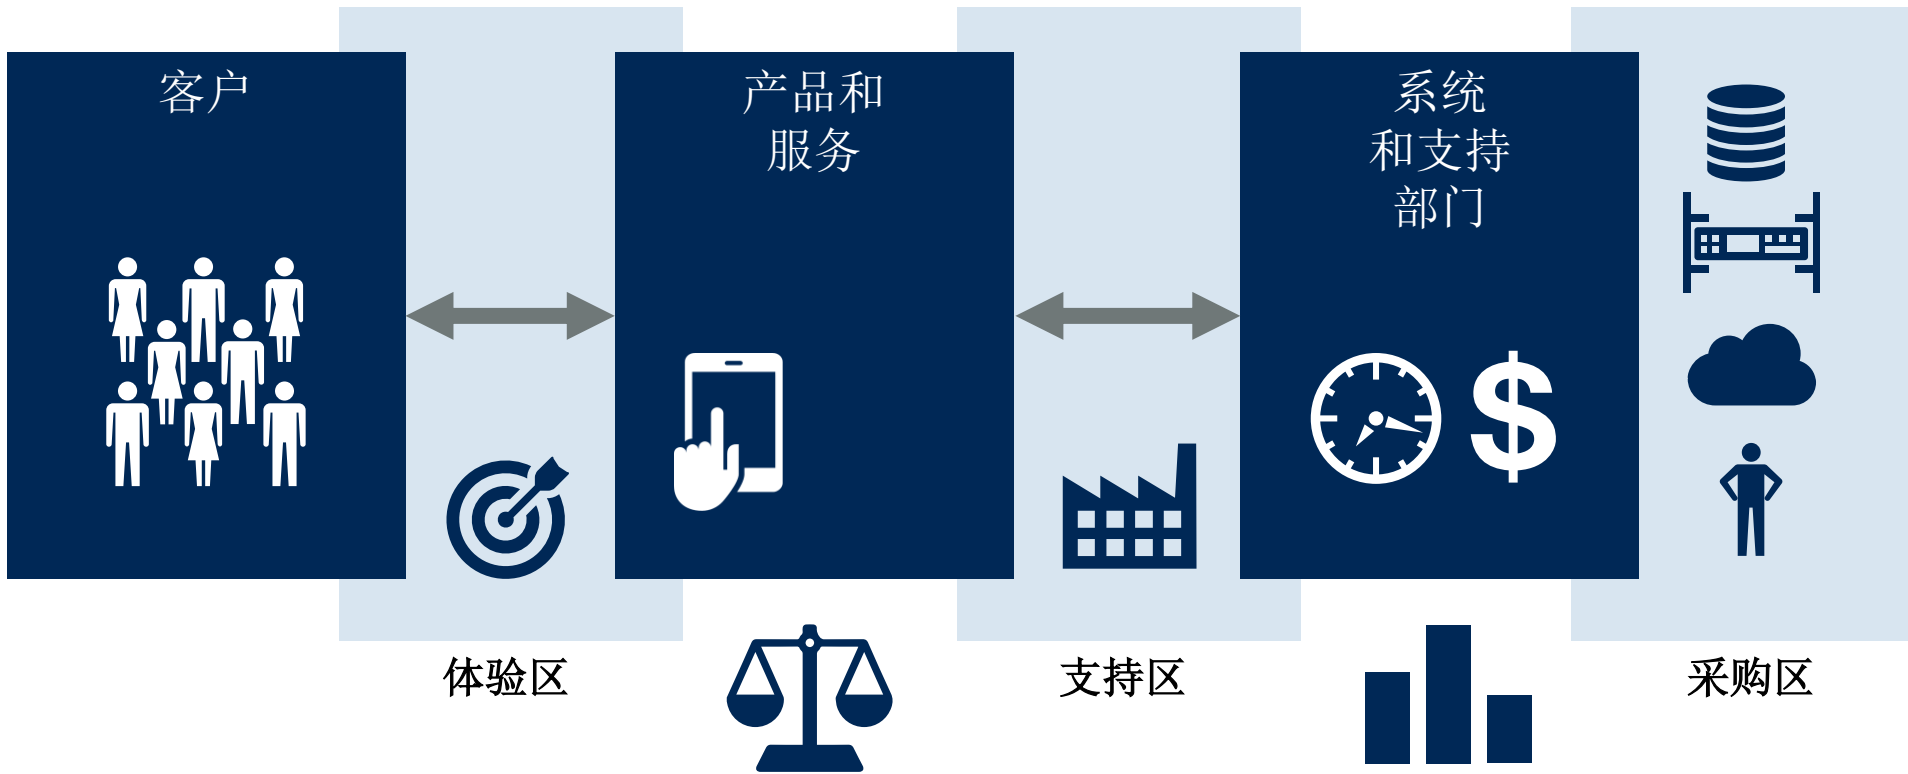 客户
产品和
服务
系统
和支持
部门
$
体验区
支持区
采购区